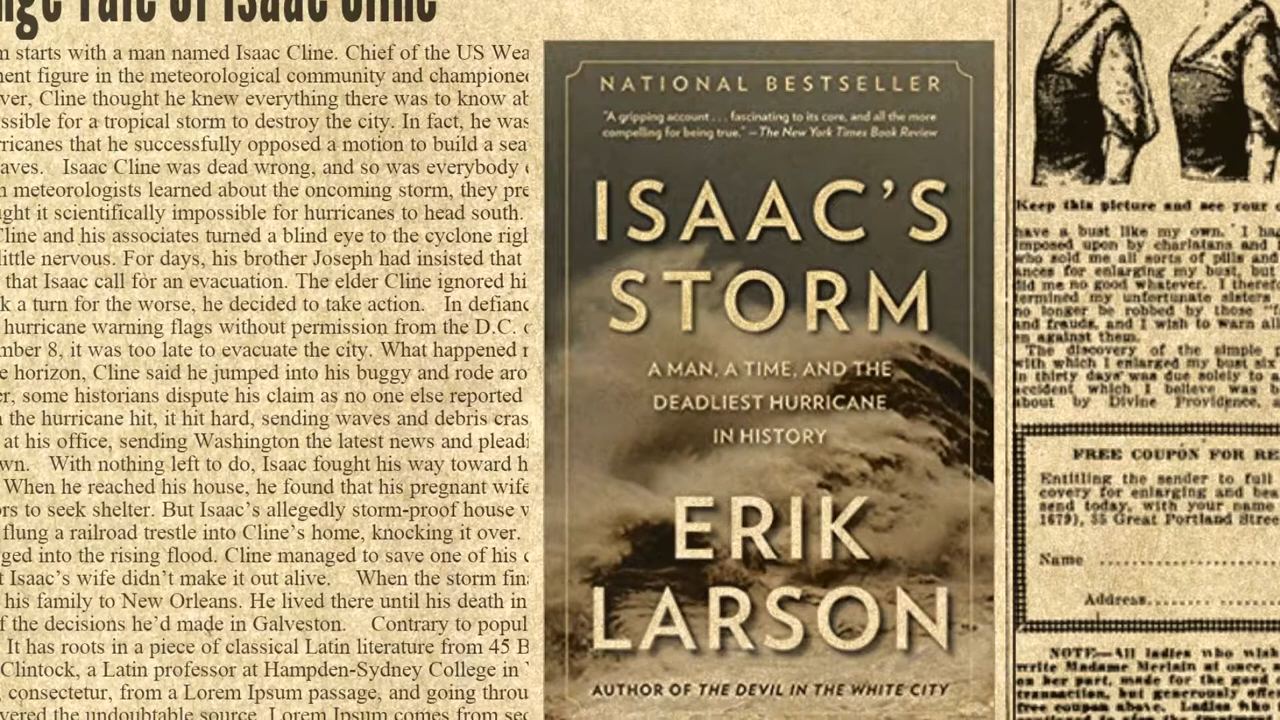 nge Tale of Isaac Cline
m starts with a man named Isaac Cline. Chief of the US Wea
nent figure in the meteorological community and championed
ver, Cline thought he knew everything there was to know ab
ssible for a tropical storm to destroy the city. In fact, he was
rricanes that he successfully opposed a motion to build a sea
aves. Isaac Cline was dead wrong, and so was everybody e
n meteorologists learned about the oncoming storm, they pre
ught it scientifically impossible for hurricanes to head south.
Cline and his associates turned a blind eye to the cyclone righ
little nervous. For days, his brother Joseph had insisted that
that Isaac call for an evacuation. The elder Cline ignored hi
k a turn for the worse, he decided to take action. In defianc
hurricane warning flags without permission from the D.C. o
mber 8, it was too late to evacuate the city. What happened n
e horizon. Cline said he jumped into his buggy and rode aro
er, some historians dispute his claim as no one else reported
n the hurricane hit, it hit hard, sending waves and debris cras
at his office, sending Washington the latest news and pleadi
wn. With nothing left to do, Isaac fought his way toward h
When he reached his house, he found that his pregnant wife
ors to seek shelter. But Isaac's allegedly storm-proof house w
flung a railroad trestle into Cline's home, knocking it over.
ged into the rising flood. Cline managed to save one of his c
t Isaac's wife didn't make it out alive. When the storm fina
his family to New Orleans. He lived there until his death in
f the decisions he'd made in Galveston. Contrary to popul
It has roots in a piece of classical Latin literature from 45 B
Clintock, a Latin professor at Hampden-Sydney College in V
, consectetur, from a Lorem Ipsum passage, and going throu
vered the undoubtable source. Lorem Ipsum comes from sec
NATIONAL BESTSELLER
"A gripping account . . . fascinating to its core, and all the more
compelling for being true." —The New York Times Book Review
ISAAC'S
STORM
A MAN, A TIME, AND THE
DEADLIEST HURRICANE
IN HISTORY
ERIK
LARSON
AUTHOR OF THE DEVIL IN THE WHITE CITY
Keep this picture and see your
have a bust like my own. I ha
imposed upon by charlatans and
who sold me all sorts of pills and
ances for enlarging my bust, but
did me no good whatever. I theref
termined my unfortunate sisters
no longer be robbed by those "f
and frauds, and I wish to warn all
en against them.
The discovery of the simple
with which I enlarged my bust six
in thirty days was due solely to a
accident which I believe was b
about by Divine Providence, a
FREE COUPON FOR RE
Entitling the sender to full
covery for enlarging and bea
send today, with your name
1679), 55 Great Portland Stree
Name
Address
NOTE—All ladies who wish
write Madame Merlain at once, a
on her part, made for the good
transaction, but generously offe
free coupon above. Ladies who